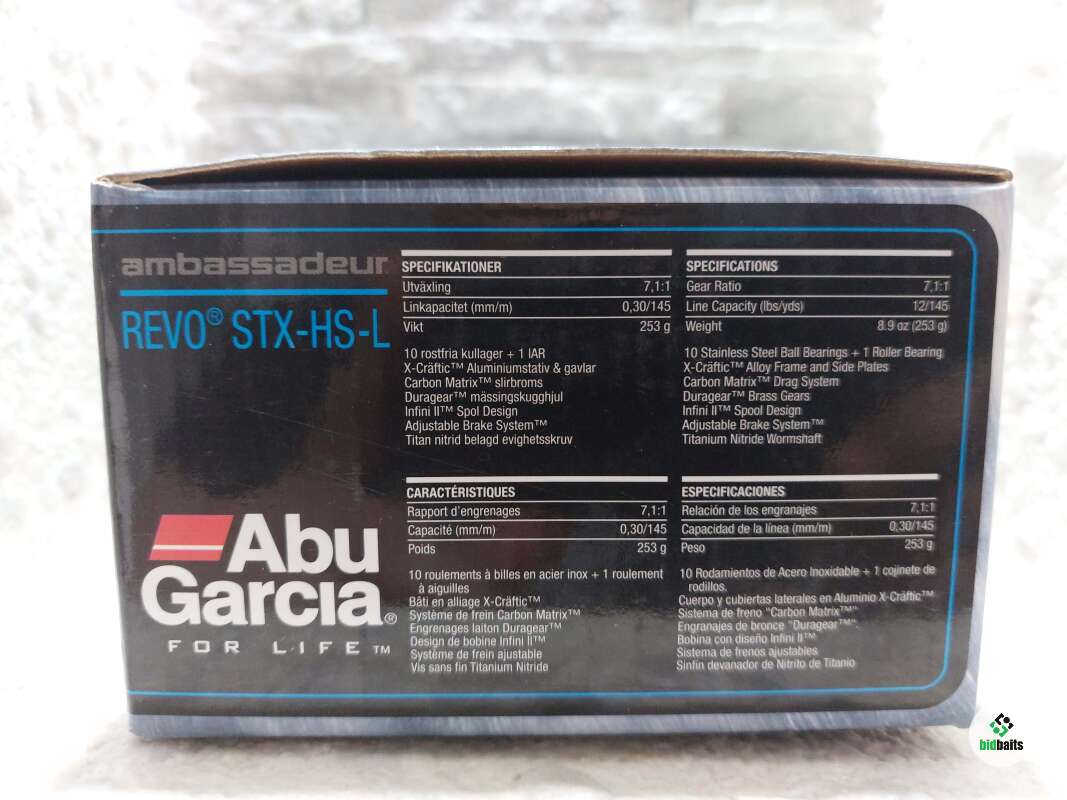 ambassadeur
REVO® STX-HS-L
SPECIFIKATIONER
Utväxling 7,1:1
Linkapacitet (mm/m) 0,30/145
Vikt 253 g
10 rostfria kullager + 1 IAR
X-Cräftic™ Aluminiumstativ & gavlar
Carbon Matrix™ slirbroms
Duragear™ mässingskugghjul
Infini II™ Spool Design
Adjustable Brake System™
Titan nitrid belagd evighetsskruv
SPECIFICATIONS
Gear Ratio 7,1:1
Line Capacity (lbs/yds) 12/145
Weight 8.9 oz (253 g)
10 Stainless Steel Ball Bearings + 1 Roller Bearing
X-Cräftic™ Alloy Frame and Side Plates
Carbon Matrix™ Drag System
Duragear™ Brass Gears
Infini II™ Spool Design
Adjustable Brake System™
Titanium Nitride Wormshaft
CARACTÉRISTIQUES
Rapport d'engrenages 7,1:1
Capacité (mm/m) 0,30/145
Poids 253 g
10 roulements à billes en acier inox + 1 roulement
à aiguilles
Bâti en alliage X-Cräftic™
Système de frein Carbon Matrix™
Engrenages laiton Duragear™
Design de bobine Infini II™
Système de frein ajustable
Vis sans fin Titanium Nitride
ESPECIFICACIONES
Relación de los engranajes 7,1:1
Capacidad de la línea (mm/m) 0,30/145
Peso 253 g
10 Rodamientos de Acero Inoxidable + 1 cojinete de
rodillos.
Cuerpo y cubiertas laterales en Aluminio X-Cräftic™
Sistema de freno "Carbon Matrix™"
Engranajes de bronce "Duragear™".
Bobina con diseño Infini II™
Sistema de frenos ajustables
Sinfin devanador de Nitrito de Titanio
Abu
Garcia®
FOR LIFE™
bidbaits